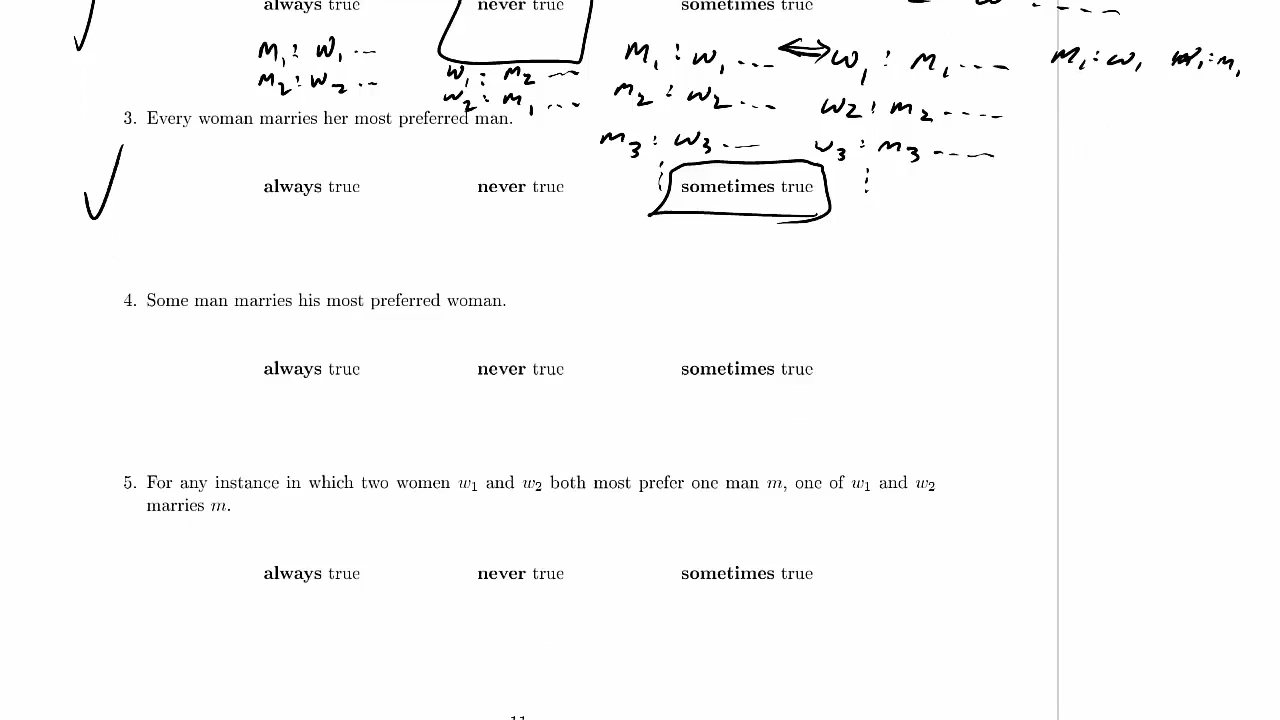 always true never true sometimes true
M₁ : W₁ ...
M₂ : W₂ ...
W₁ : M₂
W₂ : M₁ ...
M₁ : W₁ ... ⟺ W₁ : M₁ ...
M₂ : W₂ ... W2 : M₂ ....
M₃ : W₃ ... W₃ : M₃ ....
M₁ : W₁ W₁ : M₁
3. Every woman marries her most preferred man.
always true never true sometimes true
4. Some man marries his most preferred woman.
always true never true sometimes true
5. For any instance in which two women w₁ and w₂ both most prefer one man m, one of w₁ and w₂
marries m.
always true never true sometimes true
11